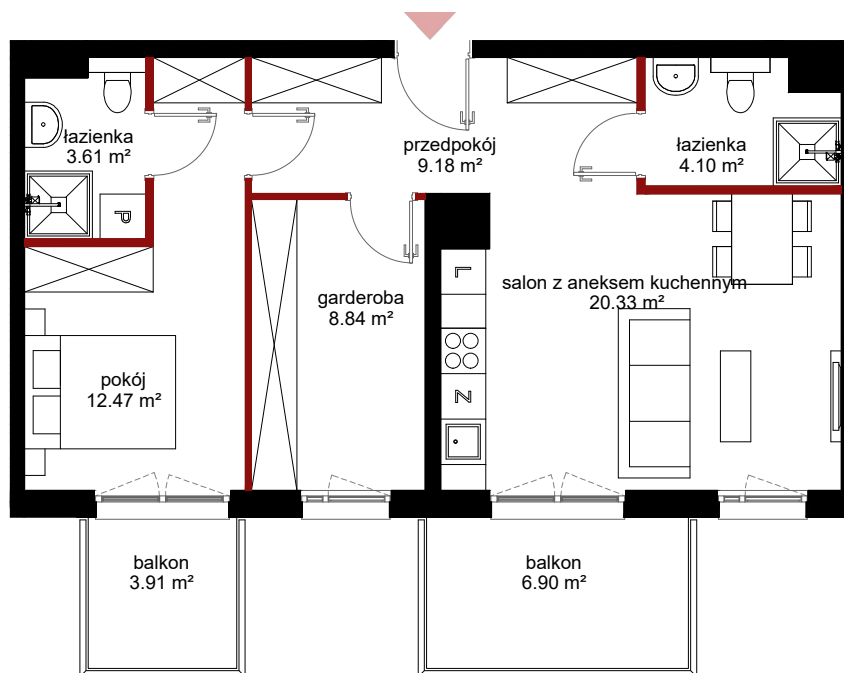 łazienka
3.61 m²
przedpokój
9.18 m²
łazienka
4.10 m²
P
L
salon z aneksem kuchennym
20.33 m²
garderoba
8.84 m²
pokój
12.47 m²
Z
balkon
3.91 m²
balkon
6.90 m²